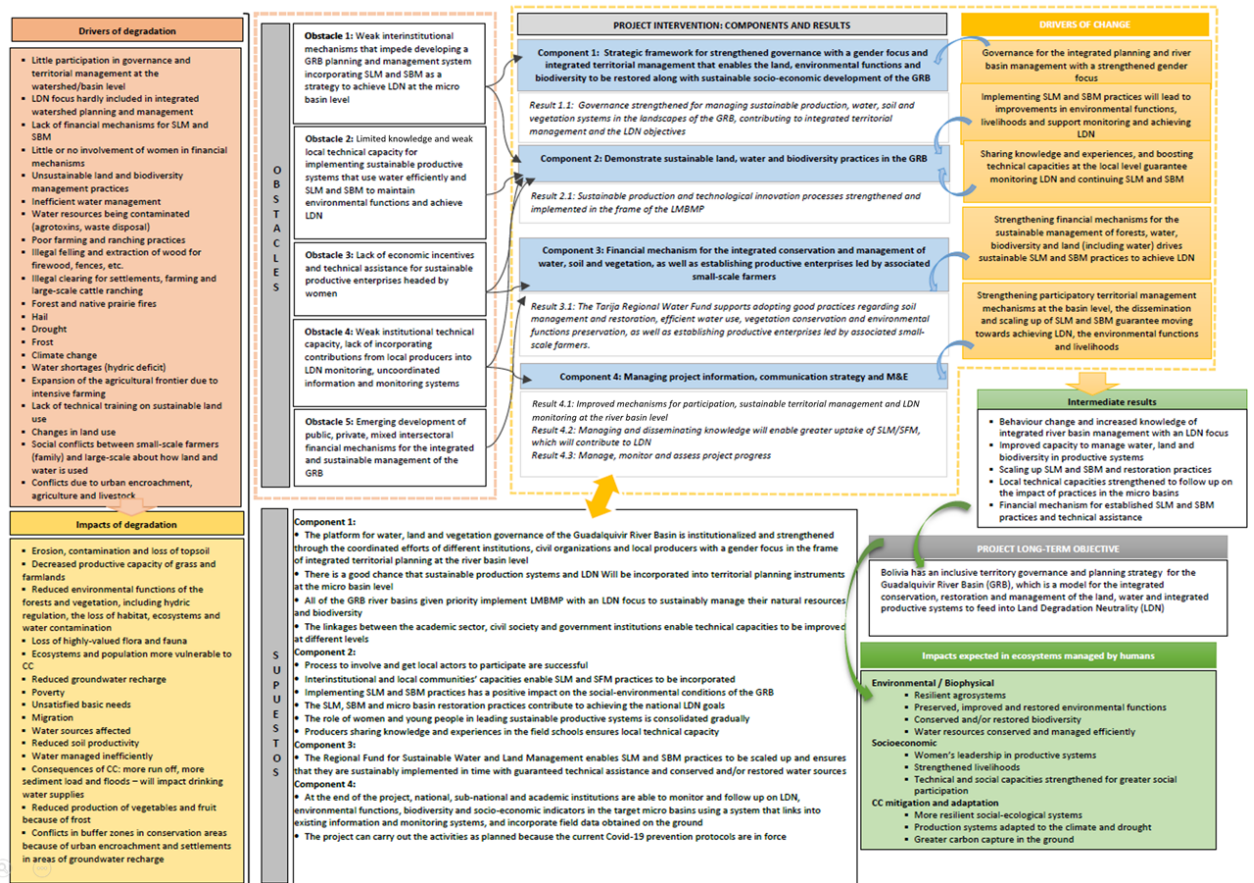 Drivers of degradation
Little participation in governance and
territorial management at the
watershed/basin level
LDN focus hardly included in integrated
watershed planning and management
Lack of financial mechanisms for SLM and
SBM
Little or no involvement of women in financial
mechanisms
Unsustainable land and biodiversity
management practices
Inefficient water management
Water resources being contaminated
(agrotoxins, waste disposal)
Poor farming and ranching practices
Illegal felling and extraction of wood for
firewood, fences, etc.
Illegal clearing for settlements, farming and
large-scale cattle ranching
Forest and native prairie fires
Hail
Drought
Frost
Climate change
Water shortages (hydric deficit)
Expansion of the agricultural frontier due to
intensive farming
Lack of technical training on sustainable land
use
Changes in land use
Social conflicts between small-scale farmers
(family) and large-scale about how land and
water is used
Conflicts due to urban encroachment,
agriculture and livestock
Impacts of degradation
Erosion, contamination and loss of topsoil
Decreased productive capacity of grass and
farmlands
Reduced environmental functions of the
forests and vegetation, including hydric
regulation, the loss of habitat, ecosystems and
water contamination
Loss of highly-valued flora and fauna
Ecosystems and population more vulnerable to
CC
Reduced groundwater recharge
Poverty
Unsatisfied basic needs
Migration
Water sources affected
Reduced soil productivity
Water managed inefficiently
Consequences of CC: more run off, more
sediment load and floods – will impact drinking
water supplies
Reduced production of vegetables and fruit
because of frost
Conflicts in buffer zones in conservation areas
because of urban encroachment and settlements
in areas of groundwater recharge
OBSTACLES
Obstacle 1: Weak interinstitutional
mechanisms that impede developing a
GRB planning and management system
incorporating SLM and SBM as a
strategy to achieve LDN at the micro
basin level
Obstacle 2: Limited knowledge and weak
local technical capacity for
implementing sustainable productive
systems that use water efficiently and
SLM and SBM to maintain
environmental functions and achieve
LDN
Obstacle 3: Lack of economic incentives
and technical assistance for sustainable
productive enterprises headed by
women
Obstacle 4: Weak institutional technical
capacity, lack of incorporating
contributions from local producers into
LDN monitoring, uncoordinated
information and monitoring systems
Obstacle 5: Emerging development of
public, private, mixed intersectoral
financial mechanisms for the integrated
and sustainable management of the
GRB
PROJECT INTERVENTION: COMPONENTS AND RESULTS
Component 1: Strategic framework for strengthened governance with a gender focus and
integrated territorial management that enables the land, environmental functions and
biodiversity to be restored along with sustainable socio-economic development of the GRB
Result 1.1: Governance strengthened for managing sustainable production, water, soil and
vegetation systems in the landscapes of the GRB, contributing to integrated territorial
management and the LDN objectives
Component 2: Demonstrate sustainable land, water and biodiversity practices in the GRB
Result 2.1: Sustainable production and technological innovation processes strengthened and
implemented in the frame of the LMBMP
Component 3: Financial mechanism for the integrated conservation and management of
water, soil and vegetation, as well as establishing productive enterprises led by associated
small-scale farmers
Result 3.1: The Tarija Regional Water Fund supports adopting good practices regarding soil
management and restoration, efficient water use, vegetation conservation and environmental
functions preservation, as well as establishing productive enterprises led by associated small-
scale farmers.
Component 4: Managing project information, communication strategy and M&E
Result 4.1: Improved mechanisms for participation, sustainable territorial management and LDN
monitoring at the river basin level
Result 4.2: Managing and disseminating knowledge will enable greater uptake of SLM/SFM,
which will contribute to LDN
Result 4.3: Manage, monitor and assess project progress
DRIVERS OF CHANGE
Governance for the integrated planning and river
basin management with a strengthened gender
focus
Implementing SLM and SBM practices will lead to
improvements in environmental functions,
livelihoods and support monitoring and achieving
LDN
Sharing knowledge and experiences, and boosting
technical capacities at the local level guarantee
monitoring LDN and continuing SLM and SBM
Strengthening financial mechanisms for the
sustainable management of forests, water,
biodiversity and land (including water) drives
sustainable SLM and SBM practices to achieve LDN
Strengthening participatory territorial management
mechanisms at the basin level, the dissemination
and scaling up of SLM and SBM guarantee moving
towards achieving LDN, the environmental functions
and livelihoods
Intermediate results
Behaviour change and increased knowledge of
integrated river basin management with an LDN focus
Improved capacity to manage water, land and
biodiversity in productive systems
Scaling up SLM and SBM and restoration practices
Local technical capacities strengthened to follow up on
the impact of practices in the micro basins
Financial mechanism for established SLM and SBM
practices and technical assistance
SUPUESTOS
Component 1:
The platform for water, land and vegetation governance of the Guadalquivir River Basin is institutionalized and strengthened
through the coordinated efforts of different institutions, civil organizations and local producers with a gender focus in the frame
of integrated territorial planning at the river basin level
There is a good chance that sustainable production systems and LDN Will be incorporated into territorial planning instruments
at the micro basin level
All of the GRB river basins given priority implement LMBMP with an LDN focus to sustainably manage their natural resources
and biodiversity
The linkages between the academic sector, civil society and government institutions enable technical capacities to be improved
at different levels
Component 2:
Process to involve and get local actors to participate are successful
Interinstitutional and local communities' capacities enable SLM and SFM practices to be incorporated
Implementing SLM and SBM practices has a positive impact on the social-environmental conditions of the GRB
The SLM, SBM and micro basin restoration practices contribute to achieving the national LDN goals
The role of women and young people in leading sustainable productive systems is consolidated gradually
Producers sharing knowledge and experiences in the field schools ensures local technical capacity
Component 3:
The Regional Fund for Sustainable Water and Land Management enables SLM and SBM practices to be scaled up and
ensures that they are sustainably implemented in time with guaranteed technical assistance and conserved and/or restored water sources
Component 4:
At the end of the project, national, sub-national and academic institutions are able to monitor and follow up on LDN,
environmental functions, biodiversity and socio-economic indicators in the target micro basins using a system that links into
existing information and monitoring systems, and incorporate field data obtained on the ground
The project can carry out the activities as planned because the current Covid-19 prevention protocols are in force
PROJECT LONG-TERM OBJECTIVE
Bolivia has an inclusive territory governance and planning strategy for the
Guadalquivir River Basin (GRB), which is a model for the integrated
conservation, restoration and management of the land, water and integrated
productive systems to feed into Land Degradation Neutrality (LDN)
Impacts expected in ecosystems managed by humans
Environmental / Biophysical
Resilient agrosystems
Preserved, improved and restored environmental functions
Conserved and/or restored biodiversity
Water resources conserved and managed efficiently
Socioeconomic
Women's leadership in productive systems
Strengthened livelihoods
Technical and social capacities strengthened for greater social
participation
CC mitigation and adaptation
More resilient social-ecological systems
Production systems adapted to the climate and drought
Greater carbon capture in the ground